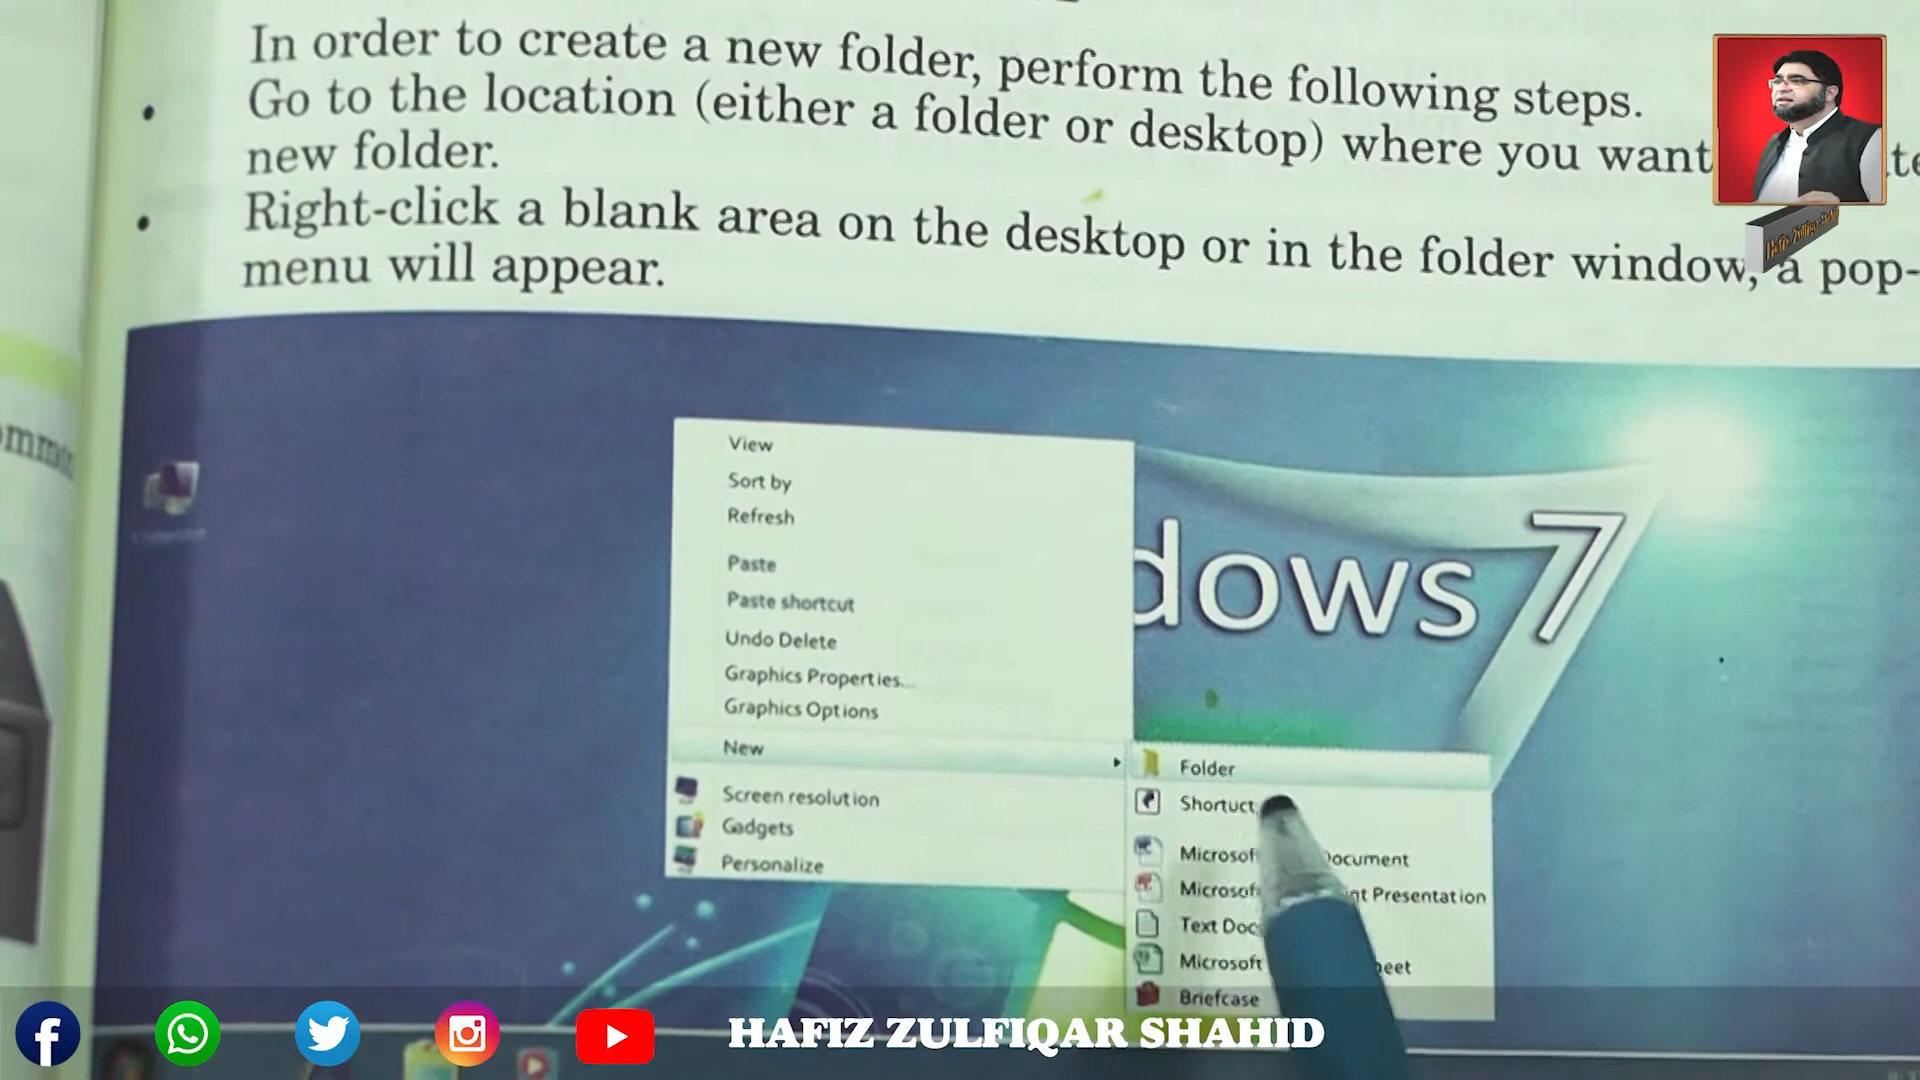 In order to create a new folder, perform the following steps.
• Go to the location (either a folder or desktop) where you want
new folder.
• Right-click a blank area on the desktop or in the folder window, a pop-
menu will appear.
View
Sort by
Refresh
Paste
Paste shortcut
Undo Delete
Graphics Properties...
Graphics Options
New
Screen resolution
Gadgets
Personalize
dows 7
Folder
Shortuct
Microsof ocument
Microsof nt Presentation
Text Doc
Microsoft eet
Briefcase
HAFIZ ZULFIQAR SHAHID